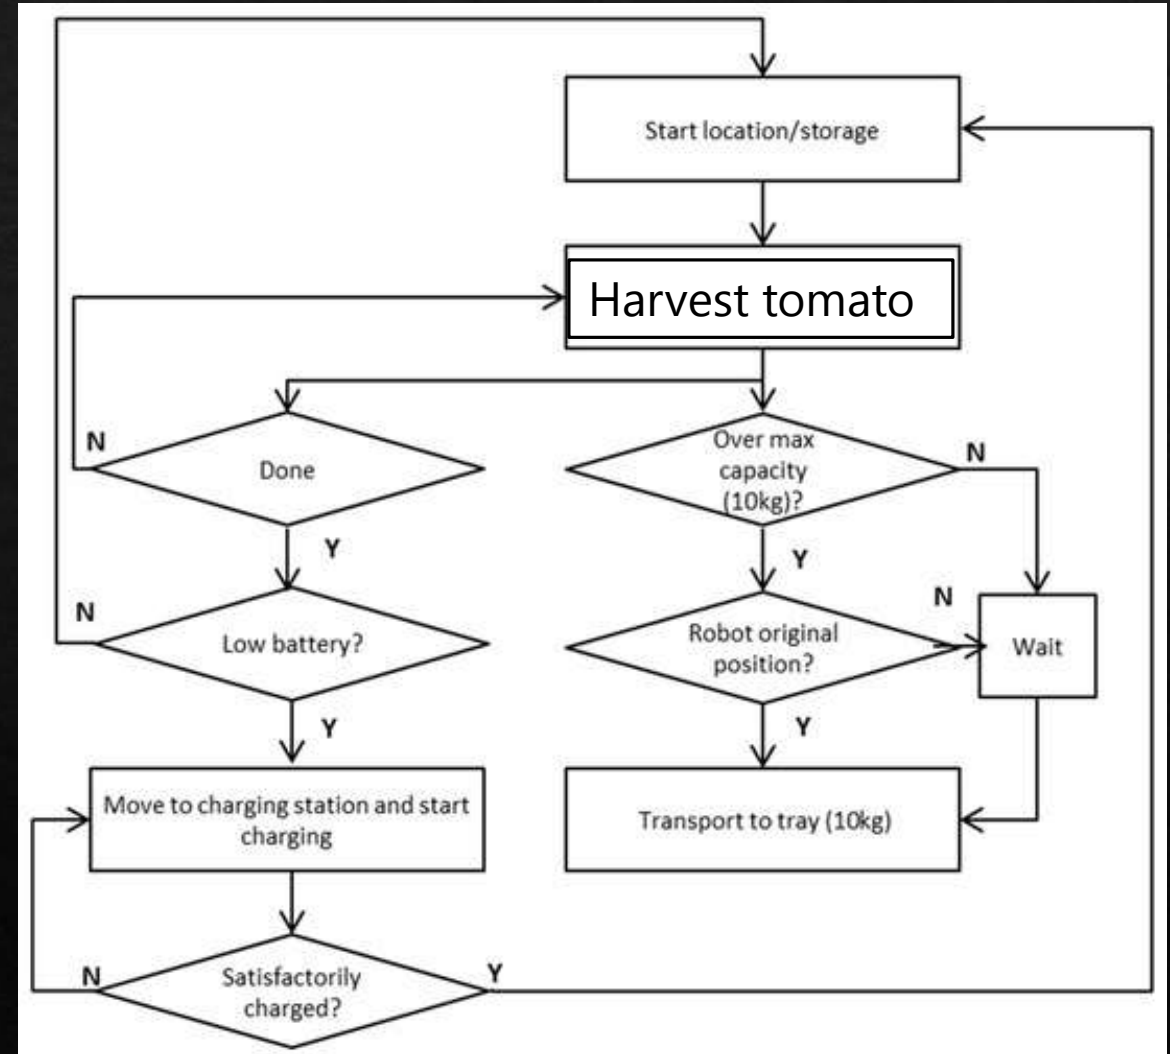 Start location/storage
Harvest tomato
N
Done
Over max
capacity
(10kg)?
N
Y
Y
N
Low battery?
Robot original
position?
N
Wait
Y
Y
Move to charging station and start
charging
Transport to tray (10kg)
N
Satisfactorily
charged?
Y